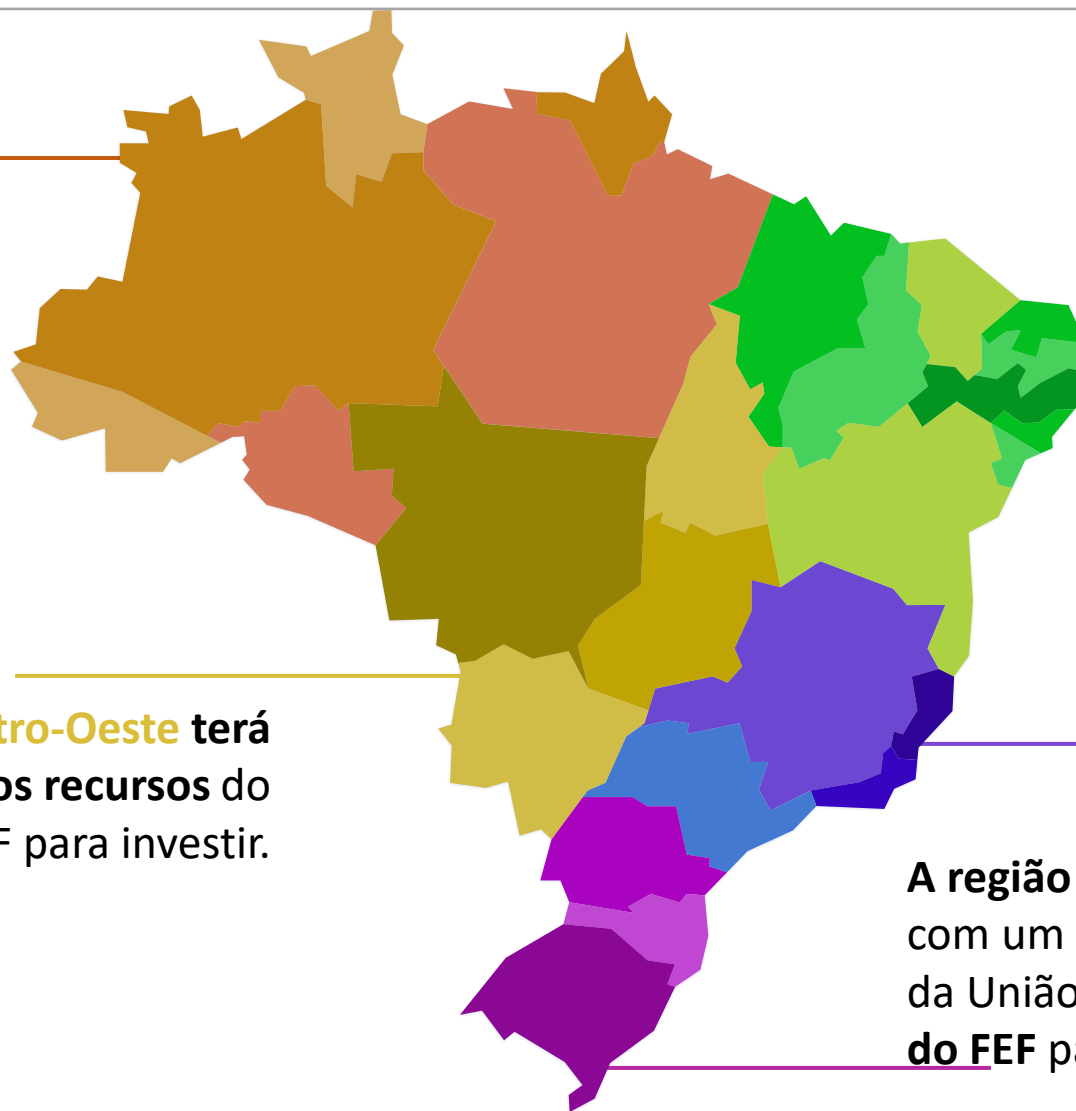 tro-Oeste terá
os recursos do
F para investir.
A região
com um
da União
do FEF pa